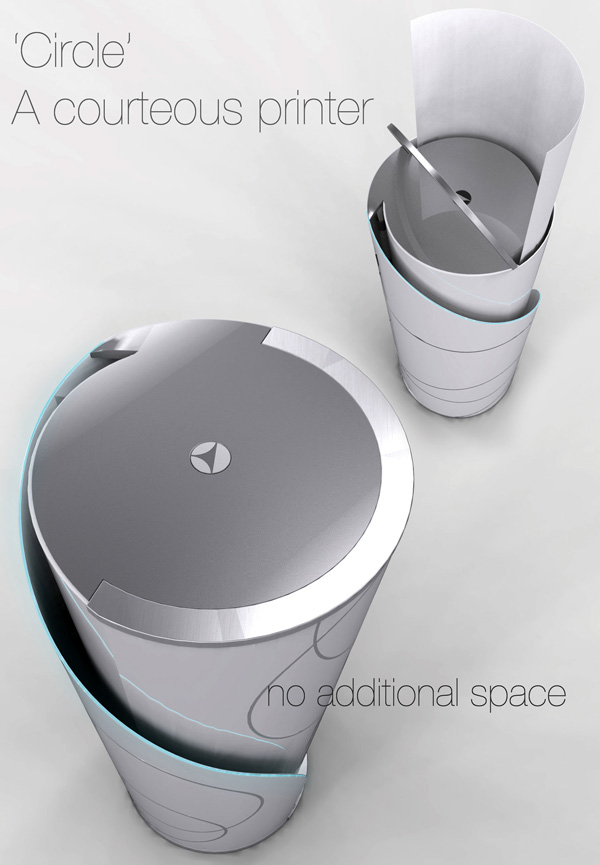 ‘Circle’
A courteous printer
no additional space